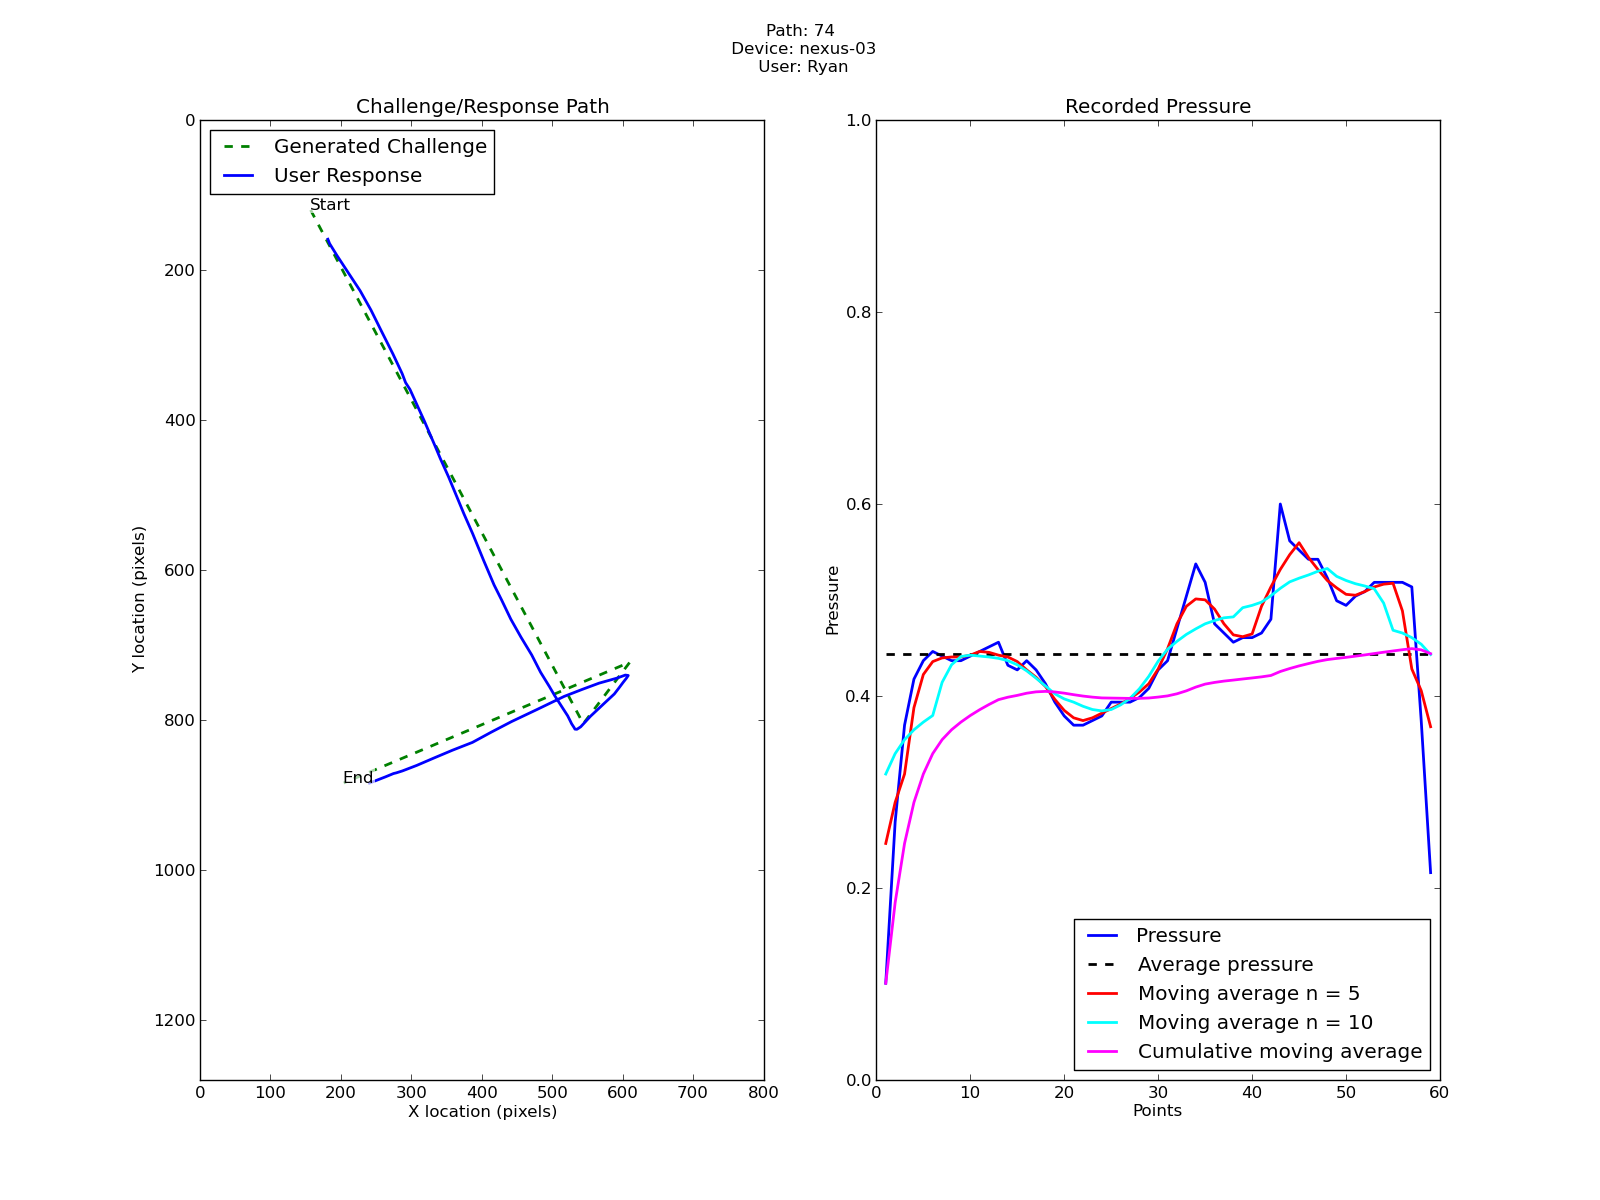 Path: 74
Device: nexus-03
User: Ryan
Challenge/Response Path
Generated Challenge
User Response
Start
End
0
200
400
600
800
1000
1200
Y location (pixels)
0 100 200 300 400 500 600 700 800
X location (pixels)
Recorded Pressure
1.0
0.8
0.6
0.4
0.2
0.0
Pressure
Pressure
Average pressure
Moving average n = 5
Moving average n = 10
Cumulative moving average
0 10 20 30 40 50 60
Points